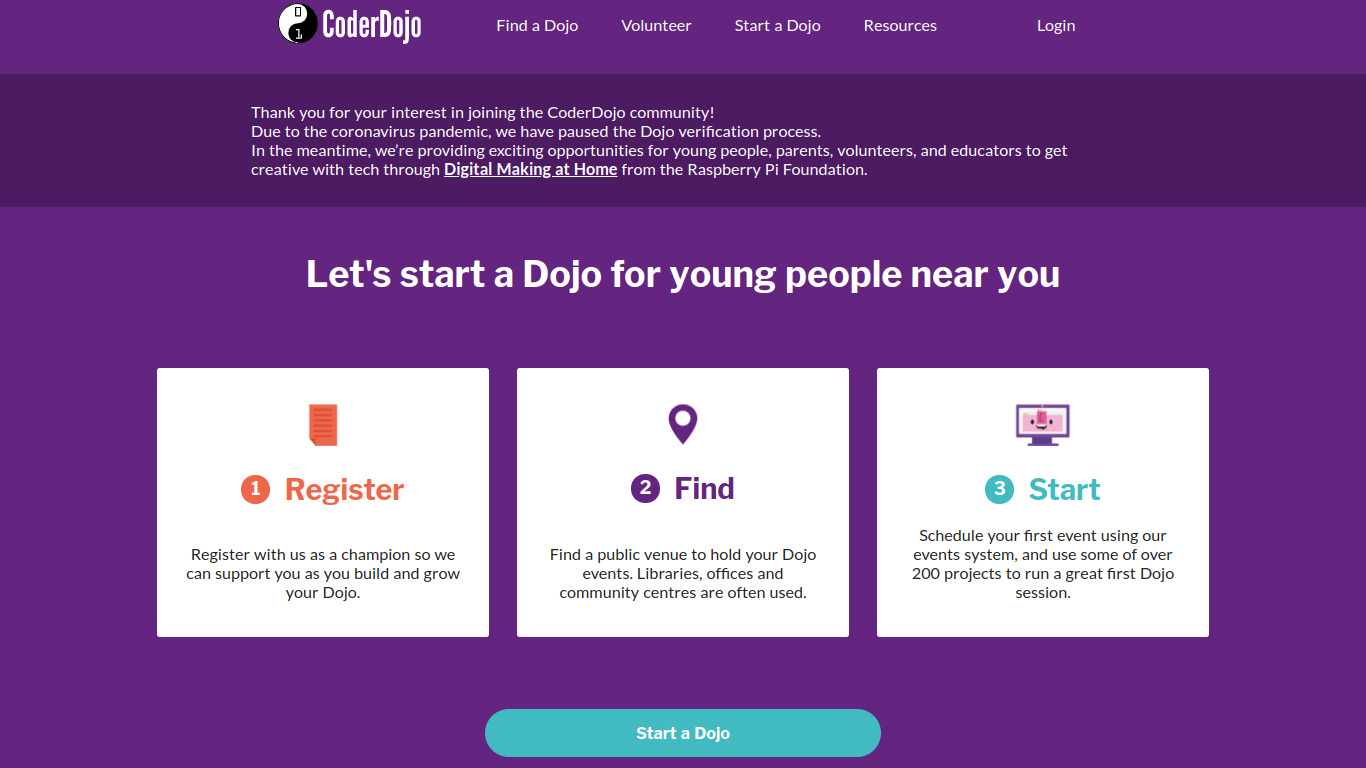 CoderDojo
Find a Dojo
Volunteer
Start a Dojo
Resources
Login
Thank you for your interest in joining the CoderDojo community!
Due to the coronavirus pandemic, we have paused the Dojo verification process.
In the meantime, we’re providing exciting opportunities for young people, parents, volunteers, and educators to get
creative with tech through Digital Making at Home from the Raspberry Pi Foundation.
Let's start a Dojo for young people near you
1 Register
Register with us as a champion so we
can support you as you build and grow
your Dojo.
2 Find
Find a public venue to hold your Dojo
events. Libraries, offices and
community centres are often used.
3 Start
Schedule your first event using our
events system, and use some of over
200 projects to run a great first Dojo
session.
Start a Dojo